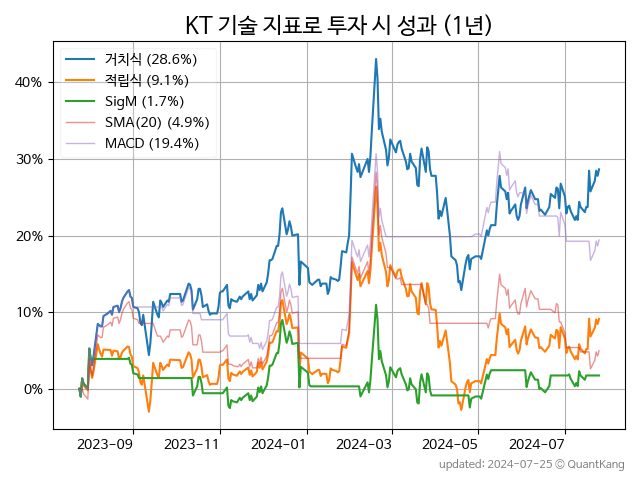 KT 기술 지표로 투자 시 성과 (1년)
거치식 (28.6%)
적립식 (9.1%)
SigM (1.7%)
SMA(20) (4.9%)
MACD (19.4%)
40%
30%
20%
10%
0%
2023-09 2023-11 2024-01 2024-03 2024-05 2024-07
updated: 2024-07-25 © QuantKang